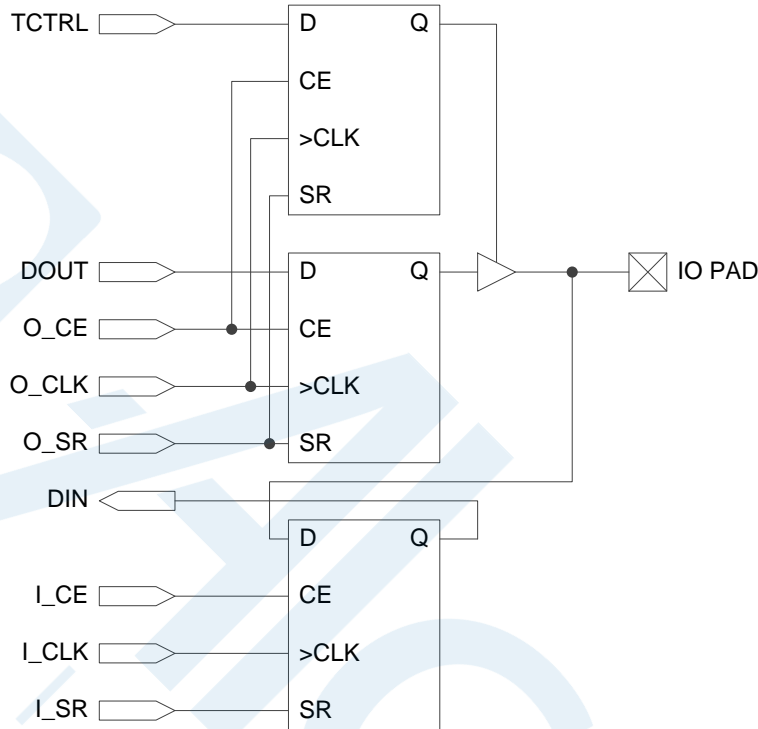 TCTRL D Q
CE
>CLK
SR
DOUT D Q IO PAD
O_CE CE
O_CLK >CLK
O_SR SR
DIN
D Q
I_CE CE
I_CLK >CLK
I_SR SR